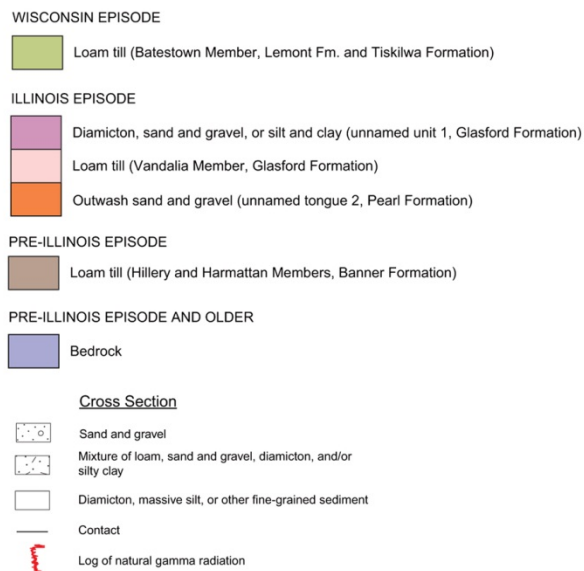 WISCONSIN EPISODE
Loam till (Batestown Member, Lemont Fm. and Tiskilwa Formation)
ILLINOIS EPISODE
Diamicton, sand and gravel, or silt and clay (unnamed unit 1, Glasford Formation)
Loam till (Vandalia Member, Glasford Formation)
Outwash sand and gravel (unnamed tongue 2, Pearl Formation)
PRE-ILLINOIS EPISODE
Loam till (Hillery and Harmattan Members, Banner Formation)
PRE-ILLINOIS EPISODE AND OLDER
Bedrock
Cross Section
Sand and gravel
Mixture of loam, sand and gravel, diamicton, and/or
silty clay
Diamicton, massive silt, or other fine-grained sediment
Contact
Log of natural gamma radiation